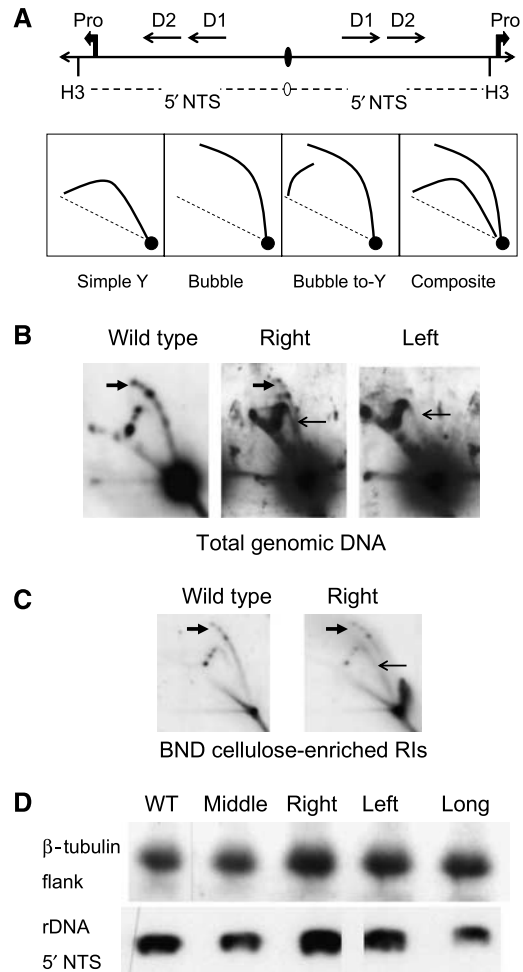 A
Pro D2 D1 D1 D2 Pro
H3 5′ NTS 5′ NTS H3
Simple Y Bubble Bubble to-Y Composite
B
Wild type Right Left
Total genomic DNA
C
Wild type Right
BND cellulose-enriched RIs
D
WT Middle Right Left Long
β-tubulin
flank
rDNA
5′ NTS